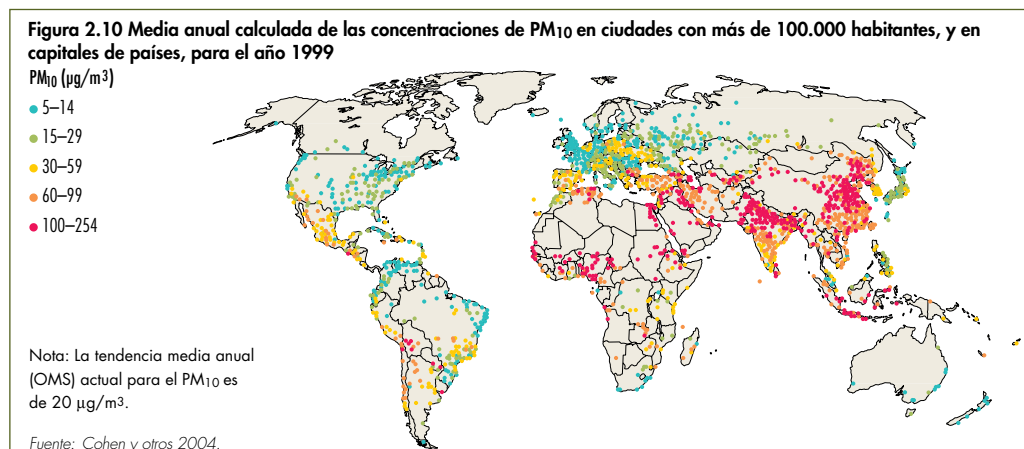 Figura 2.10 Media anual calculada de las concentraciones de PM10 en ciudades con más de 100.000 habitantes, y en
capitales de países, para el año 1999
PM10 (µg/m³)
5–14
15–29
30–59
60–99
100–254
Nota: La tendencia media anual
(OMS) actual para el PM10 es
de 20 µg/m³.
Fuente: Cohen y otros 2004.